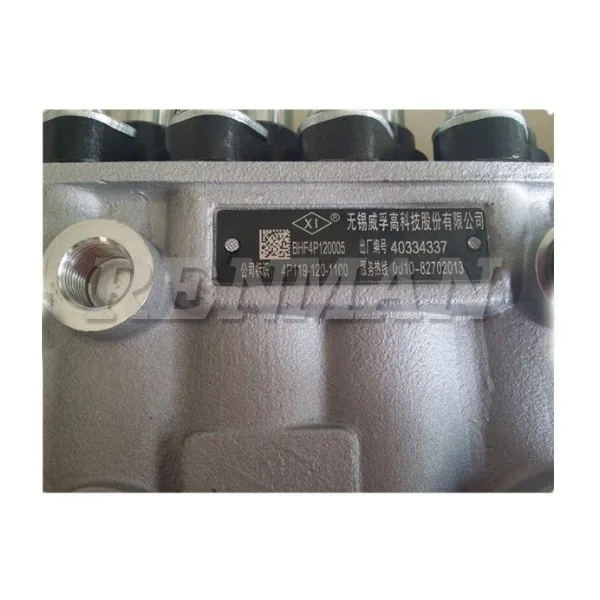 XI ® 无锡威孚高科技股份有限公司
BHF4P120005 出厂编号 40334337
公司标识 4P119-120-1100 服务热线 0510-82702013
RENMAN